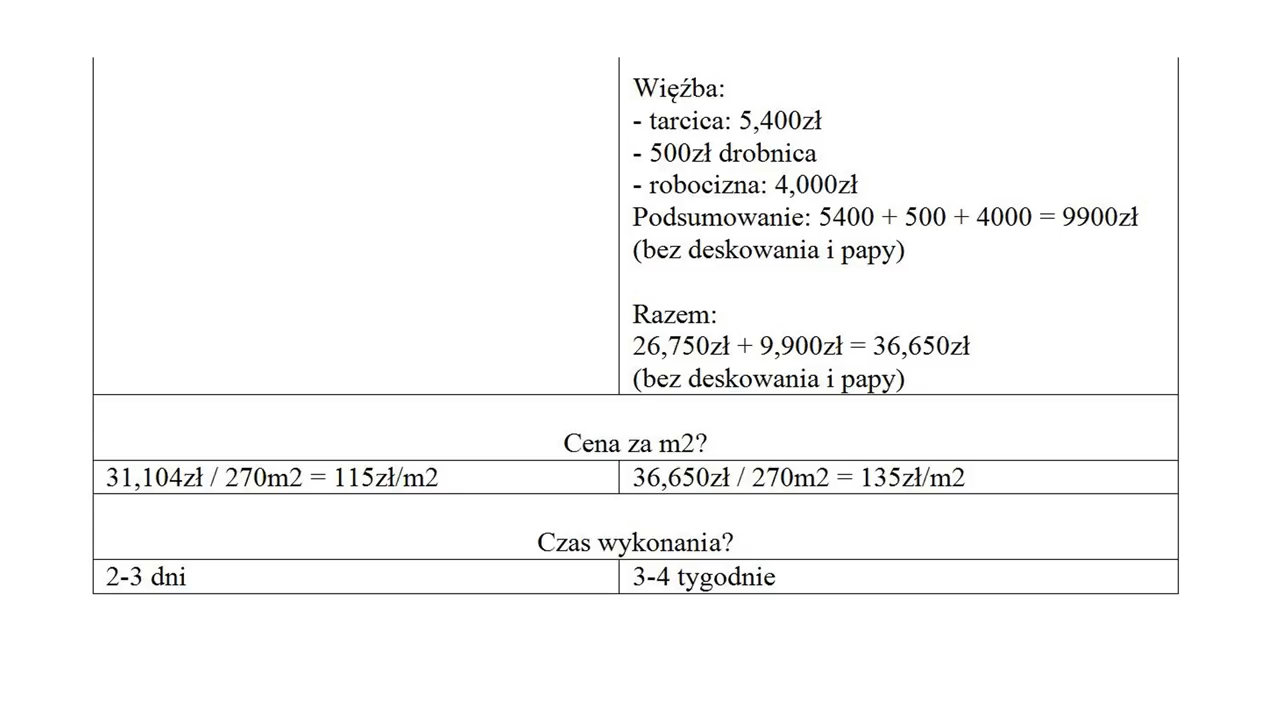 Więźba:
- tarcica: 5,400zł
- 500zł drobnica
- robocizna: 4,000zł
Podsumowanie: 5400 + 500 + 4000 = 9900zł
(bez deskowania i papy)
Razem:
26,750zł + 9,900zł = 36,650zł
(bez deskowania i papy)
Cena za m2?
31,104zł / 270m2 = 115zł/m2
36,650zł / 270m2 = 135zł/m2
Czas wykonania?
2-3 dni
3-4 tygodnie